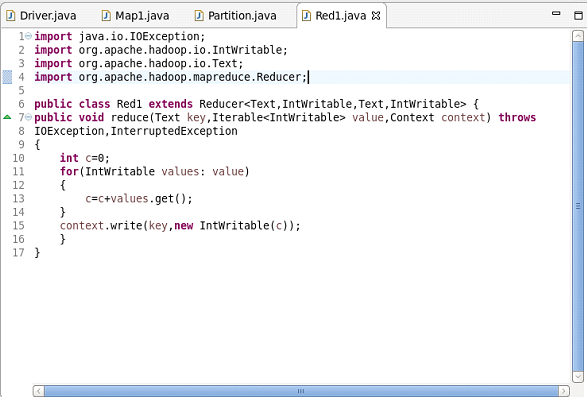 Driver.java Map1.java Partition.java Red1.java
1 import java.io.IOException;
2 import org.apache.hadoop.io.IntWritable;
3 import org.apache.hadoop.io.Text;
4 import org.apache.hadoop.mapreduce.Reducer;
5
6 public class Red1 extends Reducer<Text,IntWritable,Text,IntWritable> {
7 public void reduce(Text key,Iterable<IntWritable> value,Context context) throws
8 IOException,InterruptedException
9 {
10 int c=0;
11 for(IntWritable values: value)
12 {
13 c=c+values.get();
14 }
15 context.write(key,new IntWritable(c));
16 }
17 }